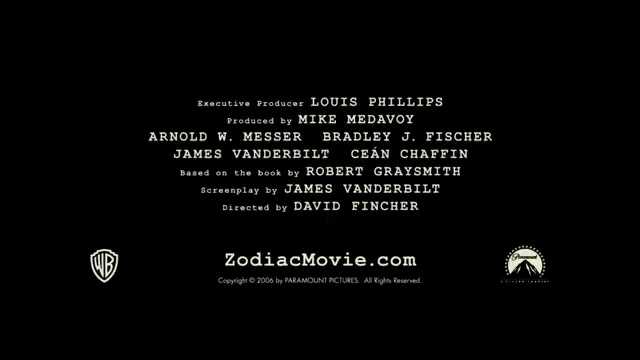 Executive Producer LOUIS PHILLIPS
Produced by MIKE MEDAVOY
ARNOLD W. MESSER BRADLEY J. FISCHER
JAMES VANDERBILT CEÁN CHAFFIN
Based on the book by ROBERT GRAYSMITH
Screenplay by JAMES VANDERBILT
Directed by DAVID FINCHER
ZodiacMovie.com
WB
Paramount
Copyright © 2006 by PARAMOUNT PICTURES. All Rights Reserved.